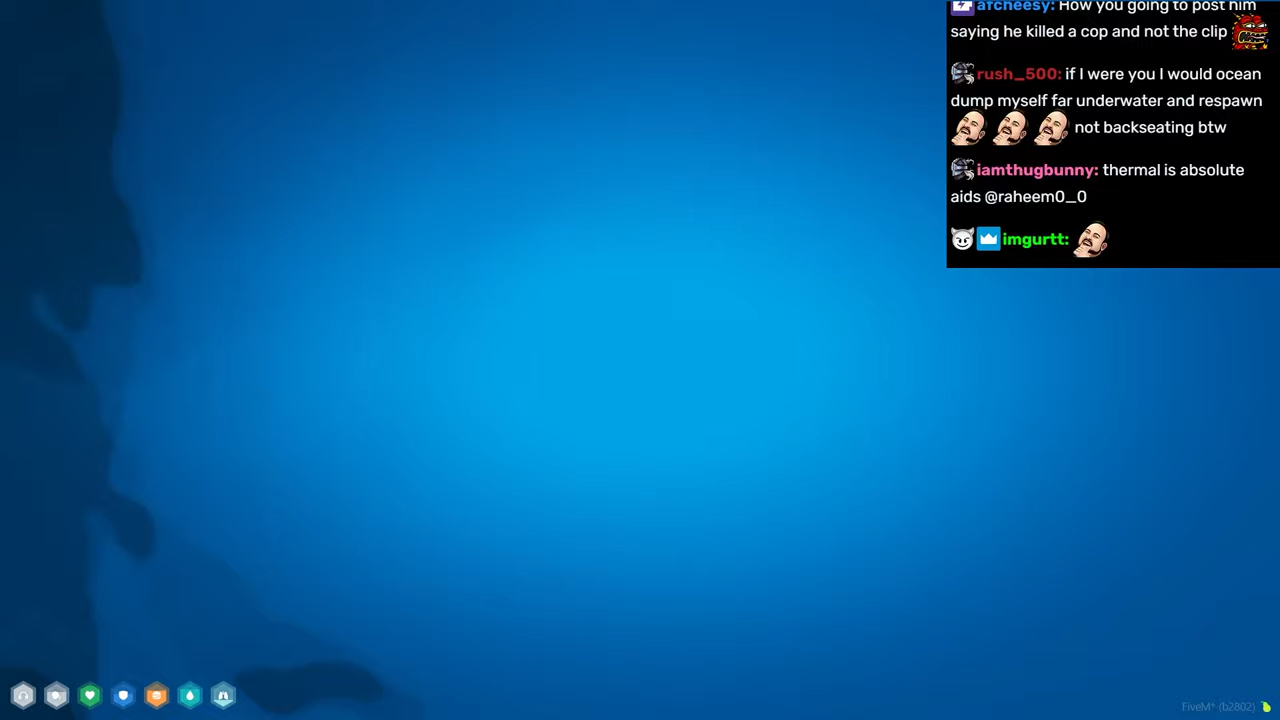 afcheesy: How you going to post him
saying he killed a cop and not the clip
rush_500: if I were you I would ocean
dump myself far underwater and respawn
not backseating btw
iamthugbunny: thermal is absolute
aids @raheem0_0
imgurtt:
FiveM* (b2802)